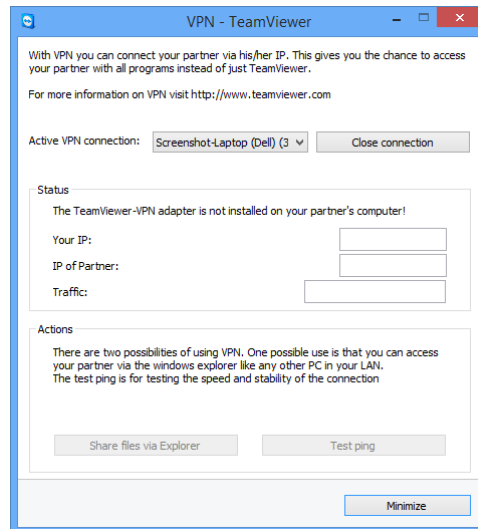 VPN - TeamViewer
With VPN you can connect your partner via his/her IP. This gives you the chance to access
your partner with all programs instead of just TeamViewer.
For more information on VPN visit http://www.teamviewer.com
Active VPN connection: Screenshot-Laptop (Dell) (3 Close connection
Status
The TeamViewer-VPN adapter is not installed on your partner's computer!
Your IP:
IP of Partner:
Traffic:
Actions
There are two possibilities of using VPN. One possible use is that you can access
your partner via the windows explorer like any other PC in your LAN.
The test ping is for testing the speed and stability of the connection
Share files via Explorer Test ping
Minimize